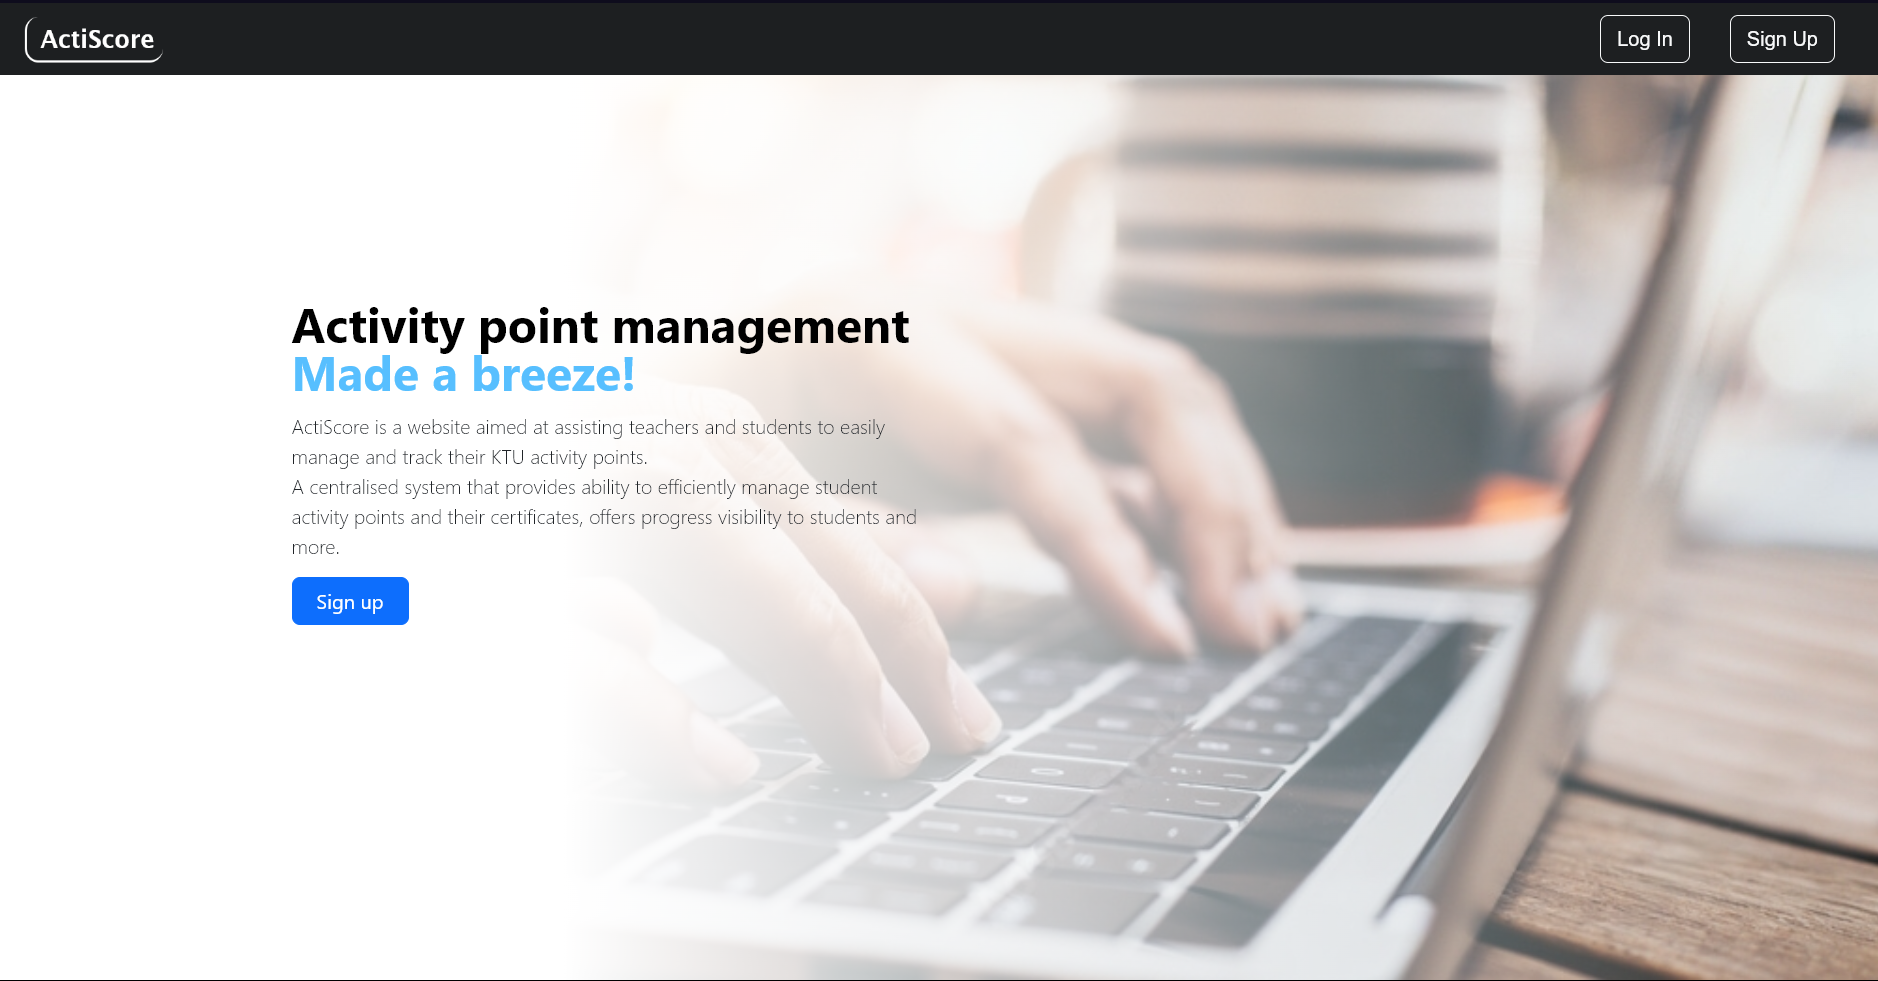 ActiScore
Log In
Sign Up
Activity point management
Made a breeze!
ActiScore is a website aimed at assisting teachers and students to easily
manage and track their KTU activity points.
A centralised system that provides ability to efficiently manage student
activity points and their certificates, offers progress visibility to students and
more.
Sign up